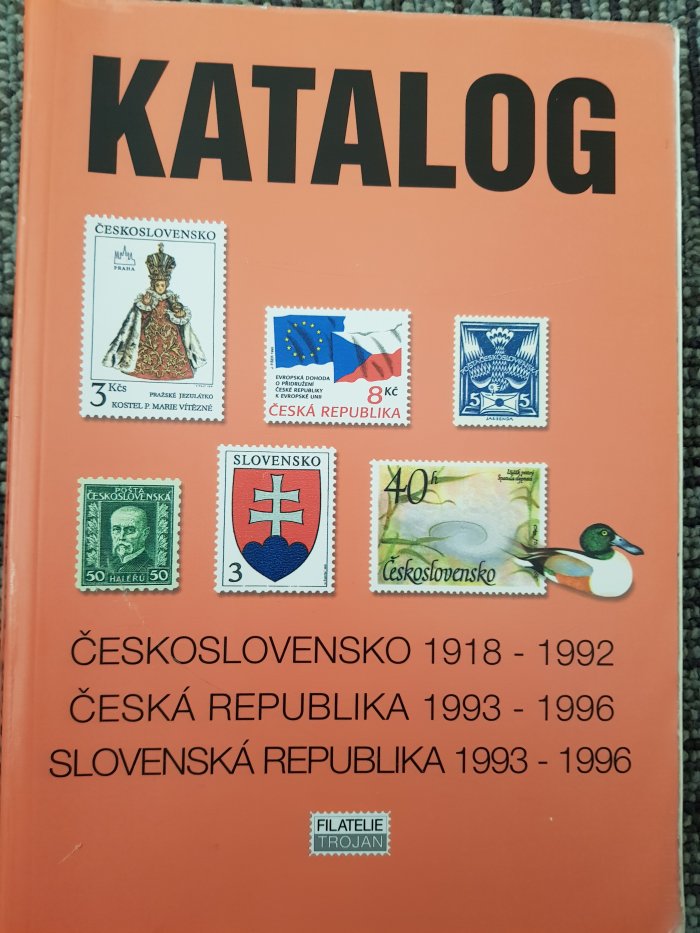 KATALOG
ČESKOSLOVENSKO
PRAHA
3 Kčs
PRAŽSKÉ JEZULÁTKO
KOSTEL P. MARIE VÍTĚZNÉ
EVROPSKÁ DOHODA
O PŘIDRUŽENÍ
ČESKÉ REPUBLIKY
K EVROPSKÉ UNII
8 Kč
ČESKÁ REPUBLIKA
POŠTA ČESKOSLOVENSKÁ
5 5
POŠTA
ČESKOSLOVENSKÁ
50 HALÉŘŮ 50
SLOVENSKO
3
40h
Československo
ČESKOSLOVENSKO 1918 - 1992
ČESKÁ REPUBLIKA 1993 - 1996
SLOVENSKÁ REPUBLIKA 1993 - 1996
FILATELIE
TROJAN